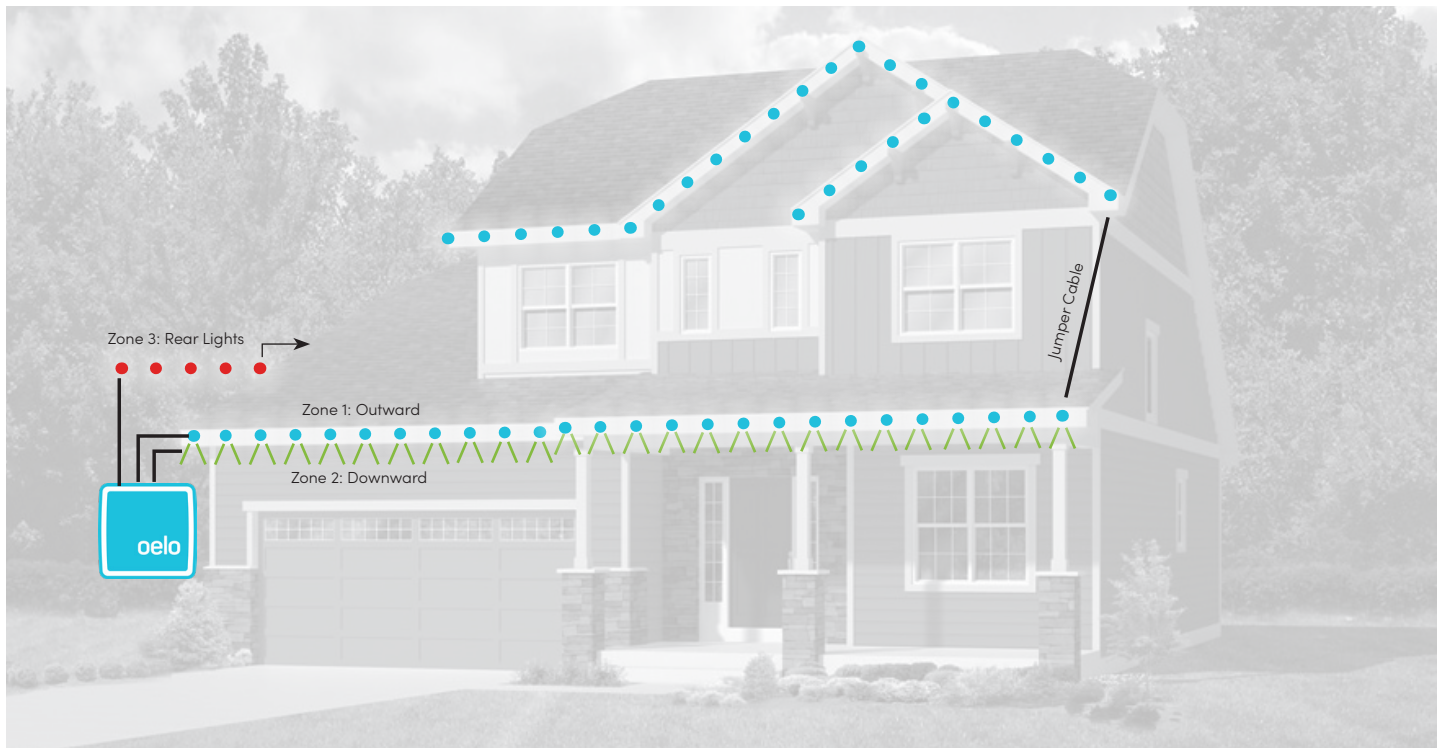 Zone 3: Rear Lights
Jumper Cable
Zone 1: Outward
Zone 2: Downward
oelo